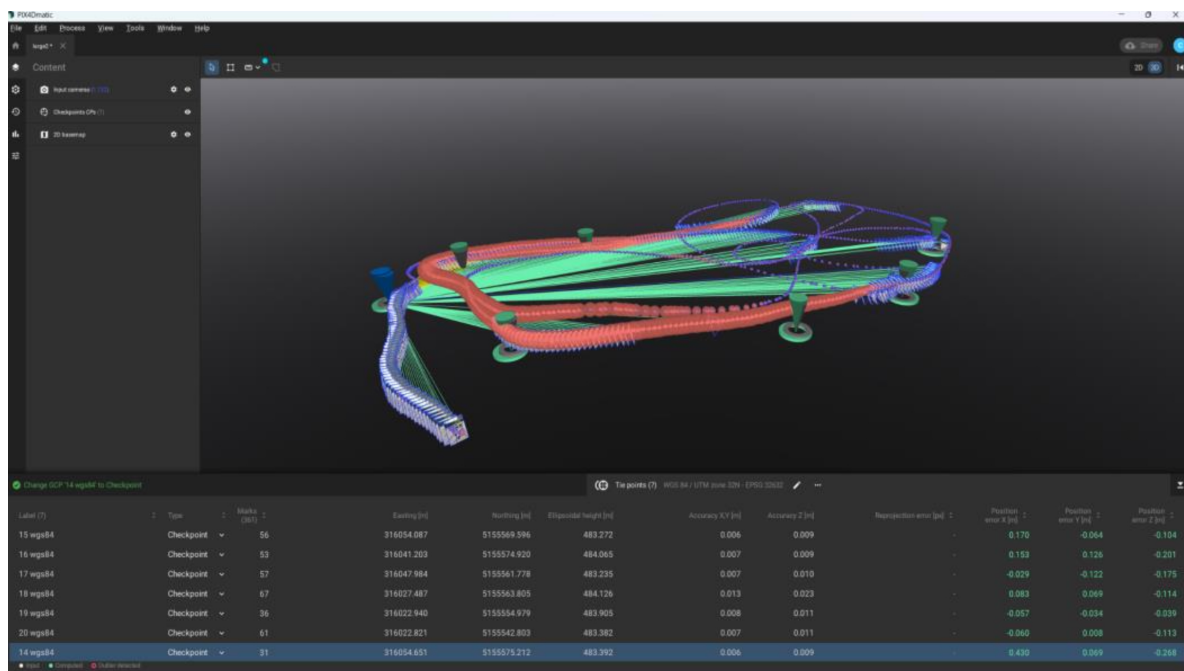 PIX4Dmatic
File Edit Process View Tools Window Help
large2* Share
Content 2D 3D
Input cameras
Checkpoints CPs (7)
2D basemap
Change GCP '14 wgs84' to Checkpoint Tie points (7) WGS 84 / UTM zone 32N - EPSG:32632
Label (7) Type Marks (361) Easting [m] Northing [m] Ellipsoidal height [m] Accuracy X,Y [m] Accuracy Z [m] Reprojection error [px] Position error X [m] Position error Y [m] Position error Z [m]
15 wgs84 Checkpoint 56 316054.087 5155569.596 483.272 0.006 0.009 - 0.170 -0.064 -0.104
16 wgs84 Checkpoint 53 316041.203 5155574.920 484.065 0.007 0.009 - 0.153 0.126 -0.201
17 wgs84 Checkpoint 57 316047.984 5155561.778 483.235 0.007 0.010 - -0.029 -0.122 -0.175
18 wgs84 Checkpoint 67 316027.487 5155563.805 484.126 0.013 0.023 - 0.083 0.069 -0.114
19 wgs84 Checkpoint 36 316022.940 5155554.979 483.905 0.008 0.011 - -0.057 -0.034 -0.039
20 wgs84 Checkpoint 61 316022.821 5155542.803 483.382 0.007 0.011 - -0.060 0.008 -0.113
14 wgs84 Checkpoint 31 316054.651 5155575.212 483.392 0.006 0.009 - 0.430 0.069 -0.268
Input Computed Outlier detected